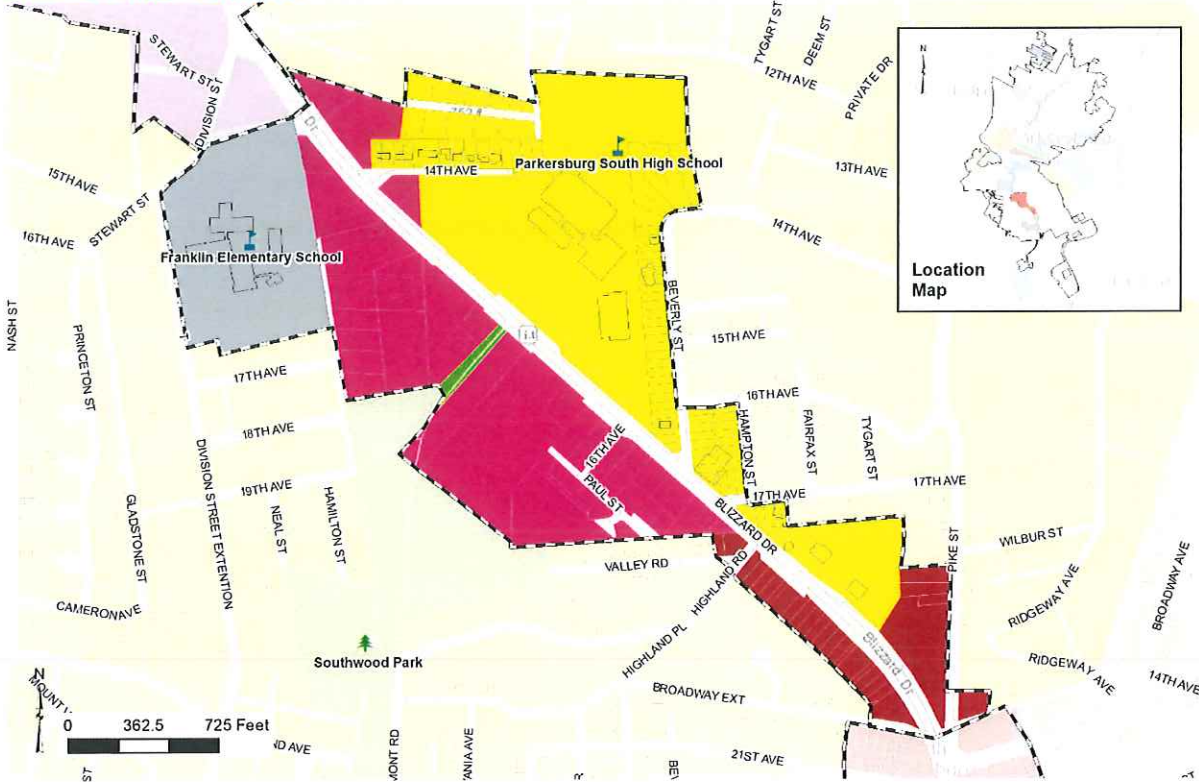 STEWART ST
DIVISION ST
TYGART ST
DEEM ST
12TH AVE
PRIVATE DR
N
Location
Map
Dr
Parkersburg South High School
14TH AVE
13TH AVE
15TH AVE
STEWART ST
16TH AVE
14TH AVE
Franklin Elementary School
NASH ST
PRINCETON ST
BEVERLY ST
15TH AVE
17TH AVE
16TH AVE
18TH AVE
HAMPTON ST
FAIRFAX ST
TYGART ST
16TH AVE
19TH AVE
17TH AVE
17TH AVE
GLADSTONE ST
DIVISION STREET EXTENTION
NEAL ST
HAMILTON ST
PAUL ST
BLIZZARD DR
VALLEY RD
HIGHLAND RD
PIKE ST
WILBUR ST
RIDGEWAY AVE
BROADWAY AVE
CAMERON AVE
HIGHLAND PL
Blizzard Dr
Southwood Park
RIDGEWAY AVE
14TH AVE
BROADWAY EXT
N
0 362.5 725 Feet
21ST AVE